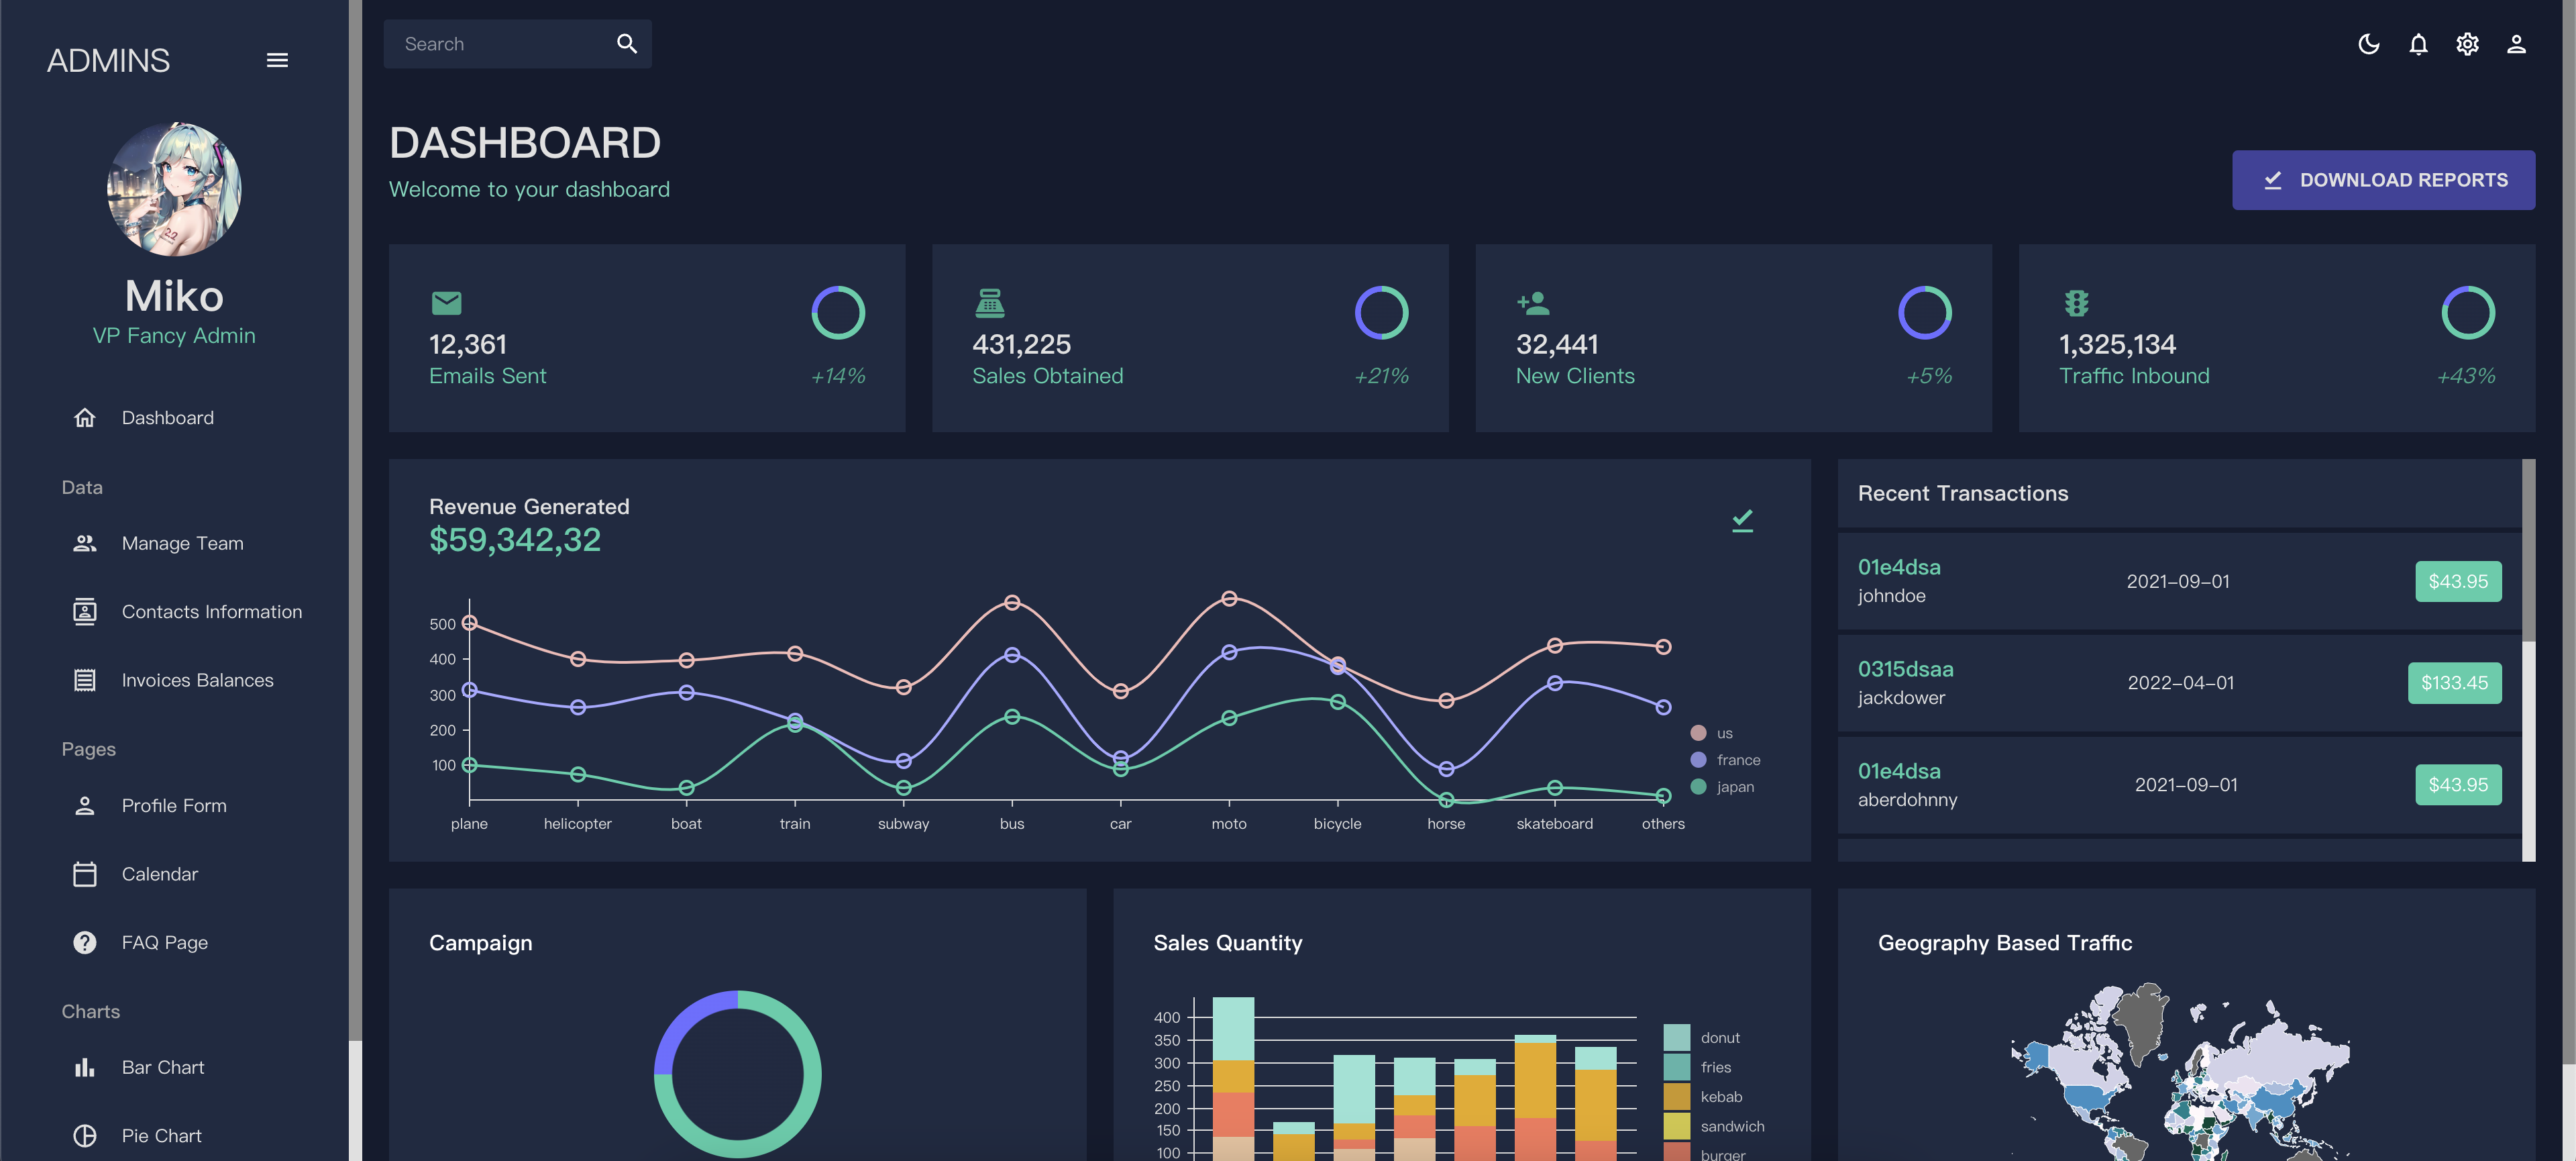 ADMINS
Search
Miko
VP Fancy Admin
Dashboard
Data
Manage Team
Contacts Information
Invoices Balances
Pages
Profile Form
Calendar
FAQ Page
Charts
Bar Chart
Pie Chart
DASHBOARD
Welcome to your dashboard
DOWNLOAD REPORTS
12,361
Emails Sent
+14%
431,225
Sales Obtained
+21%
32,441
New Clients
+5%
1,325,134
Traffic Inbound
+43%
Revenue Generated
$59,342,32
500
400
300
200
100
plane
helicopter
boat
train
subway
bus
car
moto
bicycle
horse
skateboard
others
us
france
japan
Recent Transactions
01e4dsa
johndoe
2021-09-01
$43.95
0315dsaa
jackdower
2022-04-01
$133.45
01e4dsa
aberdohnny
2021-09-01
$43.95
Campaign
Sales Quantity
400
350
300
250
200
150
100
donut
fries
kebab
sandwich
burger
Geography Based Traffic